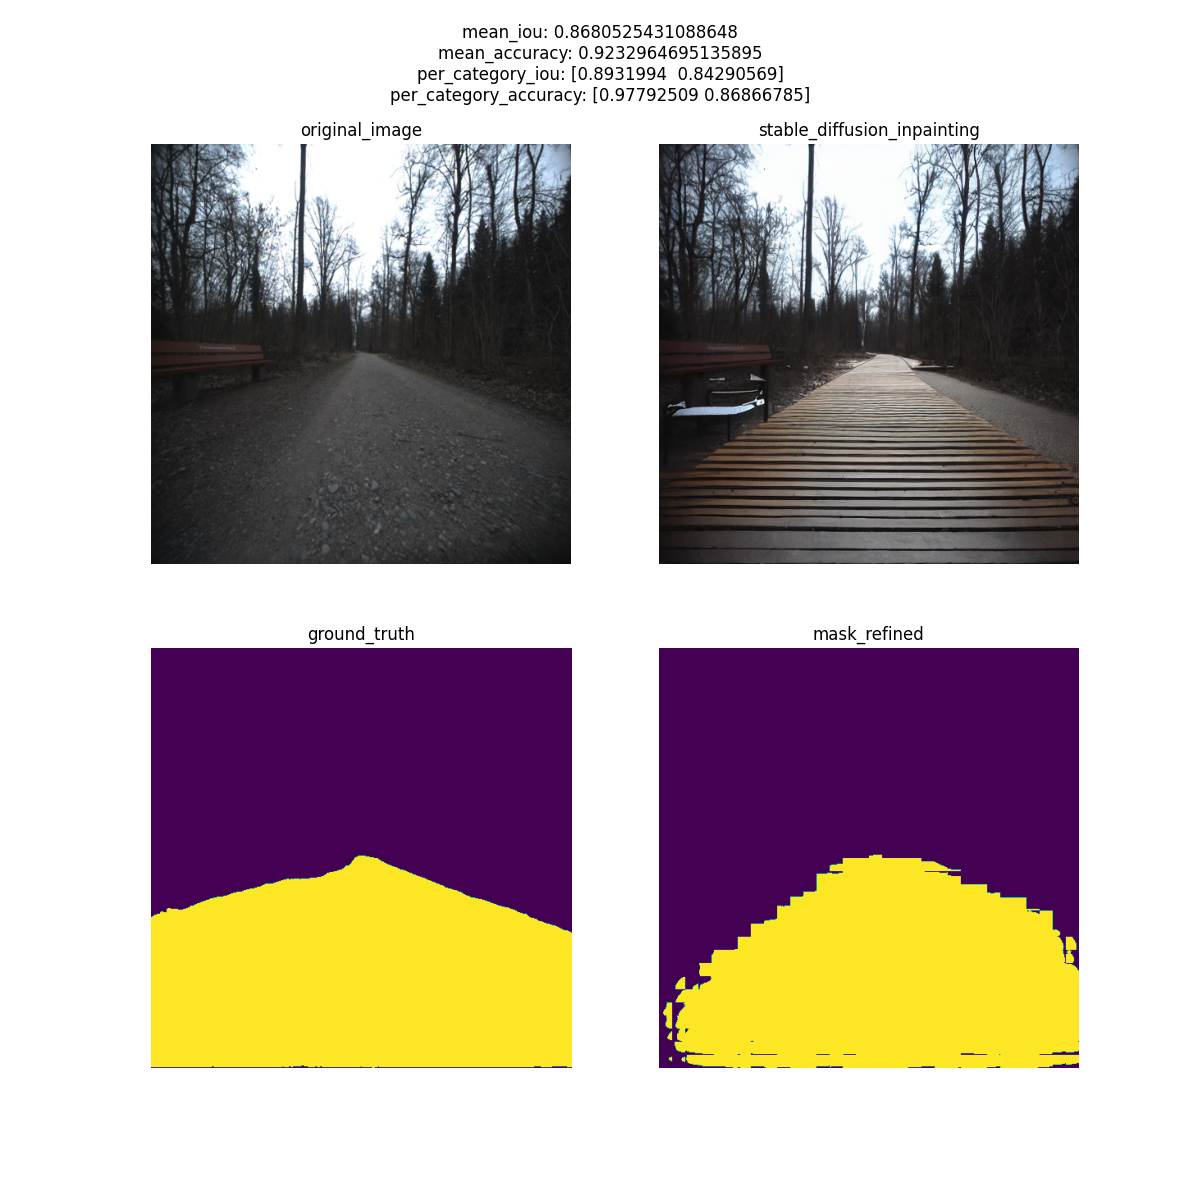 mean_iou: 0.8680525431088648
mean_accuracy: 0.9232964695135895
per_category_iou: [0.8931994  0.84290569]
per_category_accuracy: [0.97792509 0.86866785]
original_image
stable_diffusion_inpainting
ground_truth
mask_refined